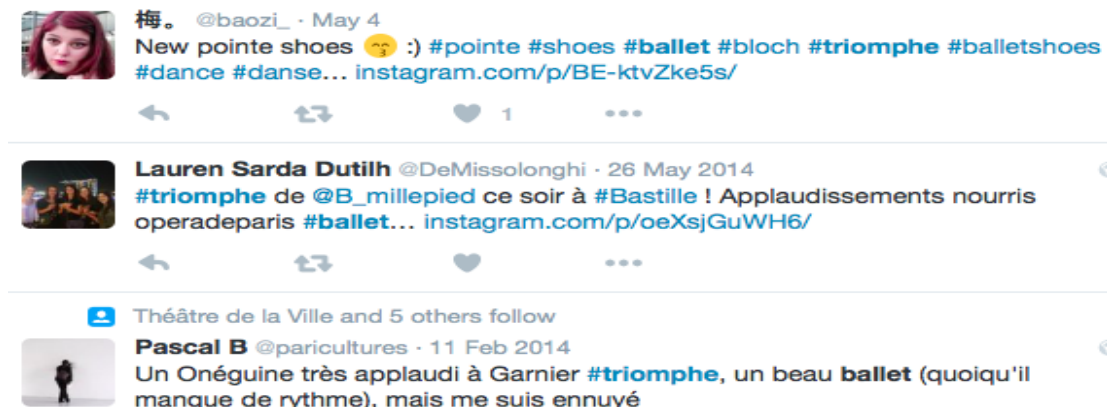 梅。 @baozi_ · May 4
New pointe shoes 😙 :) #pointe #shoes #ballet #bloch #triomphe #balletshoes
#dance #danse... instagram.com/p/BE-ktvZke5s/
1
Lauren Sarda Dutilh @DeMissolonghi · 26 May 2014
#triomphe de @B_millepied ce soir à #Bastille ! Applaudissements nourris
operadeparis #ballet... instagram.com/p/oeXsjGuWH6/
Théâtre de la Ville and 5 others follow
Pascal B @paricultures · 11 Feb 2014
Un Onéguine très applaudi à Garnier #triomphe, un beau ballet (quoiqu'il
manque de rythme), mais me suis ennuyé